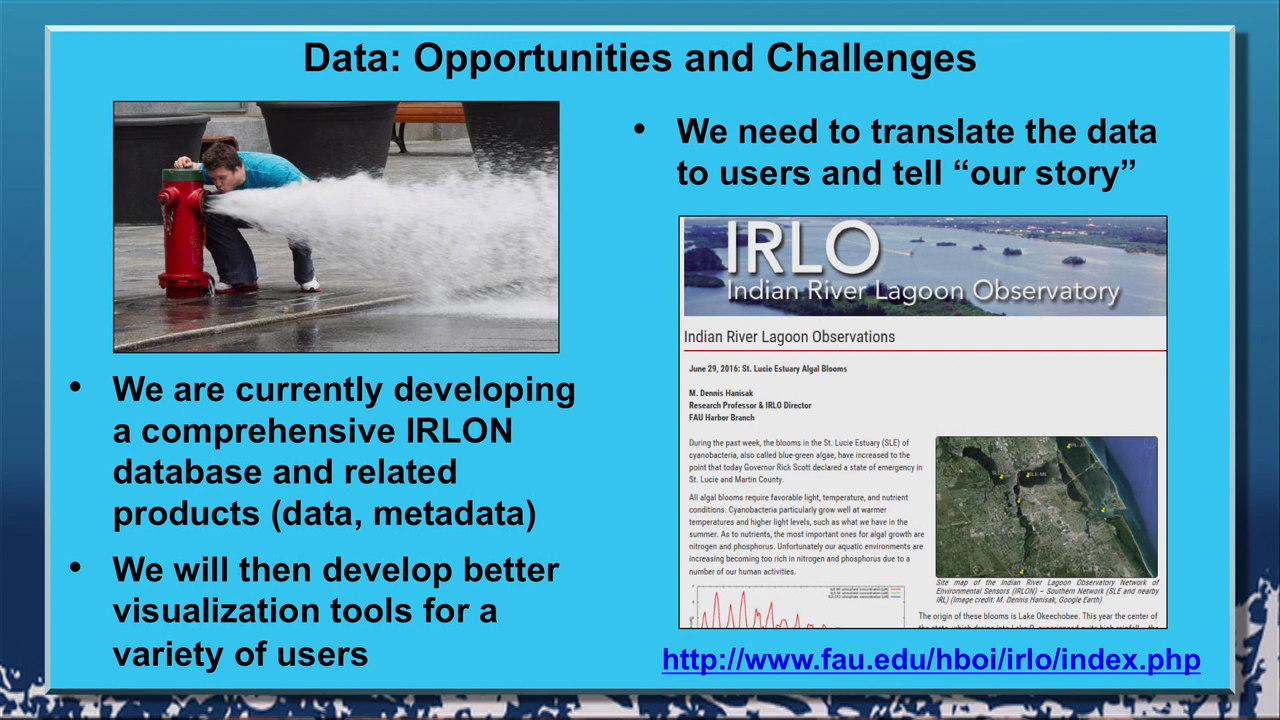 Data: Opportunities and Challenges
• We are currently developing
a comprehensive IRLON
database and related
products (data, metadata)
• We will then develop better
visualization tools for a
variety of users
• We need to translate the data
to users and tell “our story”
IRLO
Indian River Lagoon Observatory
Indian River Lagoon Observations
June 29, 2016: St. Lucie Estuary Algal Blooms
M. Dennis Hanisak
Research Professor & IRLO Director
FAU Harbor Branch
During the past week, the blooms in the St. Lucie Estuary (SLE) of
cyanobacteria, also called blue-green algae, have increased to the
point that today Governor Rick Scott declared a state of emergency in
St. Lucie and Martin County.
All algal blooms require favorable light, temperature, and nutrient
conditions. Cyanobacteria particularly grow well at warmer
temperatures and higher light levels, such as what we have in the
summer. As to nutrients, the most important ones for algal growth are
nitrogen and phosphorus. Unfortunately our aquatic environments are
increasing becoming too rich in nitrogen and phosphorus due to a
number of our human activities.
Site map of the Indian River Lagoon Observatory Network of
Environmental Sensors (IRLON) – Southern Network (SLE and nearby
IRL) (Image credit: M. Dennis Hanisak, Google Earth)
The origin of these blooms is Lake Okeechobee. This year the center of
http://www.fau.edu/hboi/irlo/index.php